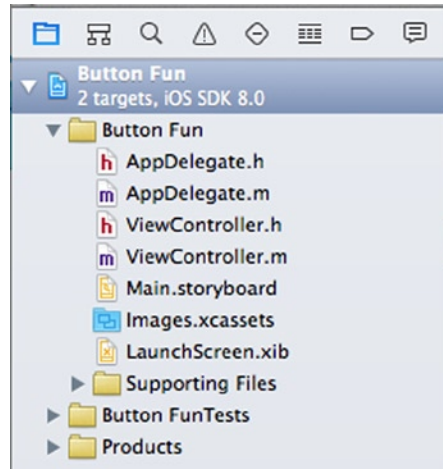 Button Fun
2 targets, iOS SDK 8.0
Button Fun
h AppDelegate.h
m AppDelegate.m
h ViewController.h
m ViewController.m
Main.storyboard
Images.xcassets
LaunchScreen.xib
Supporting Files
Button FunTests
Products